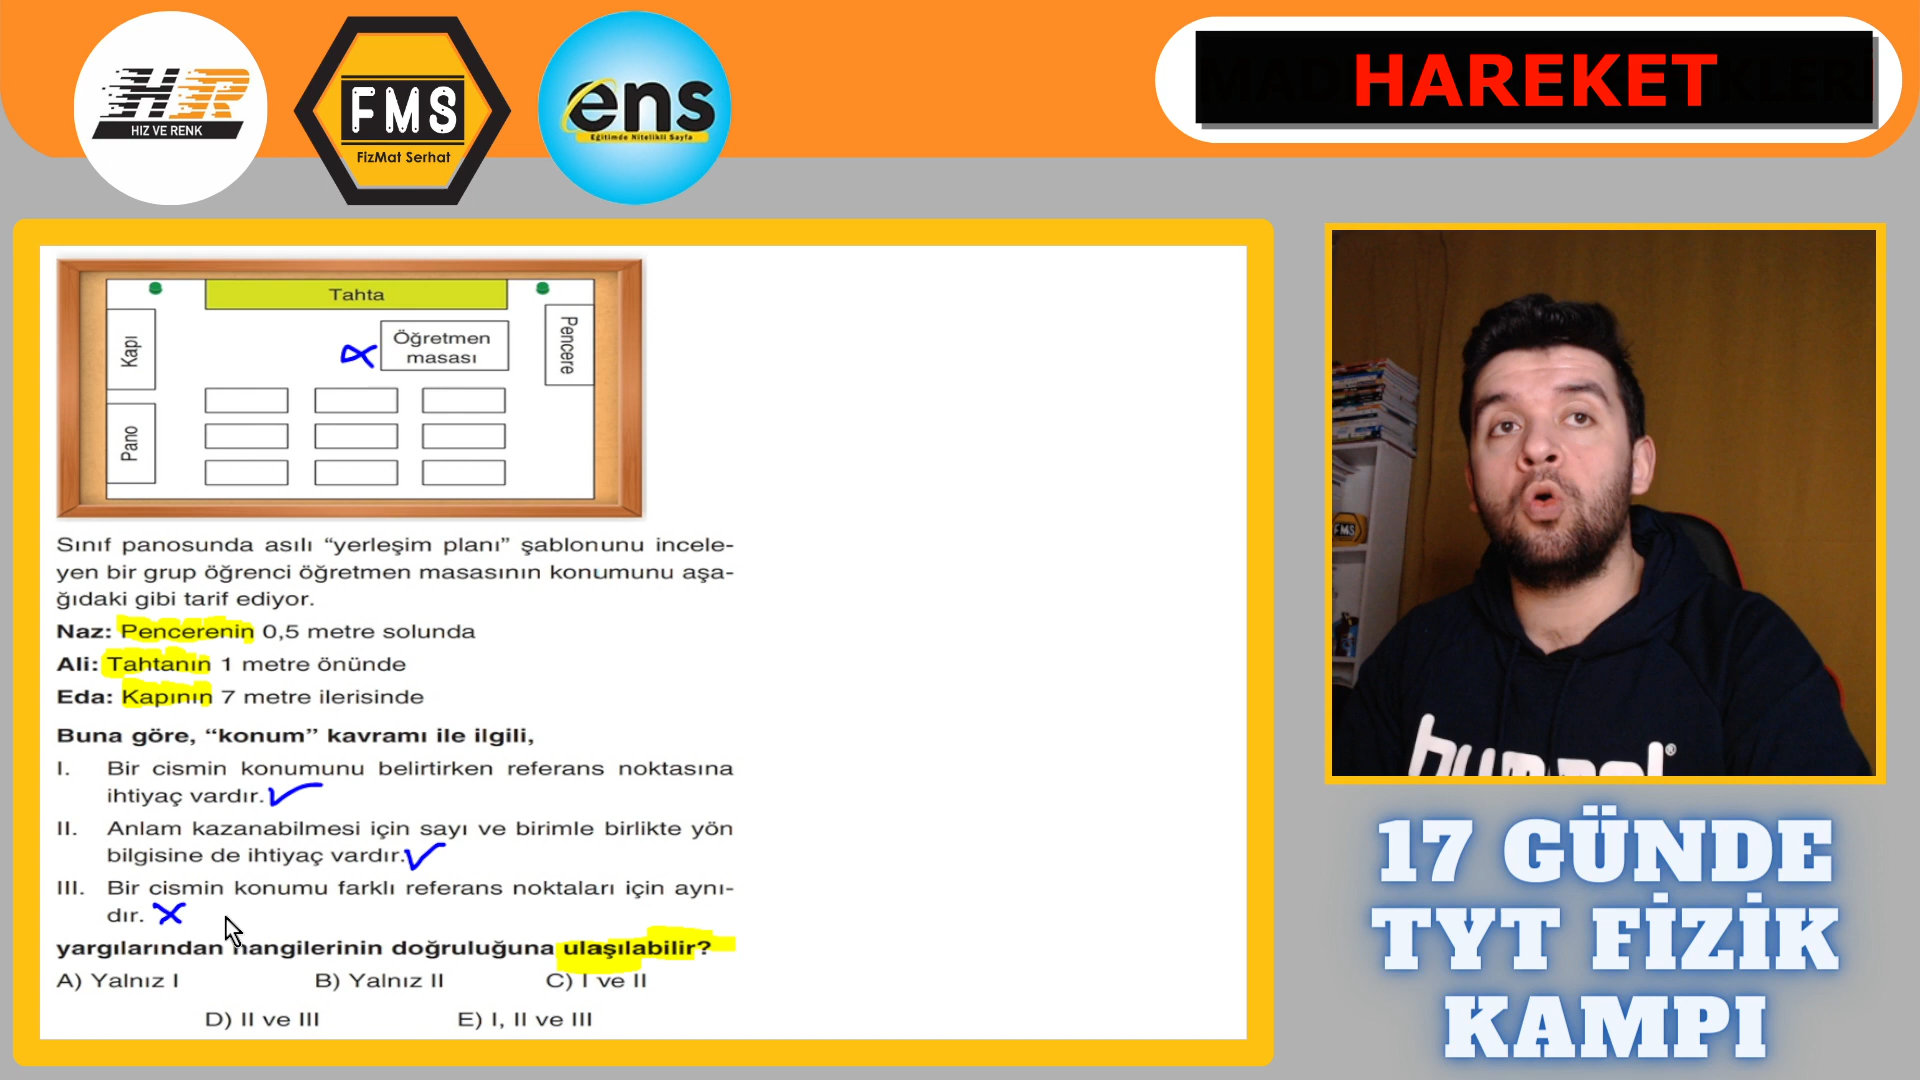 HIZ VE RENK
FMS
FizMat Serhat
ens
Eğitimde Nitelikli Sayfa
HAREKET
Tahta
Öğretmen
masası
Kapı
Pencere
Pano
Sınıf panosunda asılı “yerleşim planı” şablonunu incele-
yen bir grup öğrenci öğretmen masasının konumunu aşa-
ğıdaki gibi tarif ediyor.
Naz: Pencerenin 0,5 metre solunda
Ali: Tahtanın 1 metre önünde
Eda: Kapının 7 metre ilerisinde
Buna göre, “konum” kavramı ile ilgili,
I. Bir cismin konumunu belirtirken referans noktasına
ihtiyaç vardır.
II. Anlam kazanabilmesi için sayı ve birimle birlikte yön
bilgisine de ihtiyaç vardır.
III. Bir cismin konumu farklı referans noktaları için aynı-
dır.
yargılarından hangilerinin doğruluğuna ulaşılabilir?
A) Yalnız I B) Yalnız II C) I ve II
D) II ve III E) I, II ve III
FMS
hummel®
17 GÜNDE
TYT FİZİK
KAMPI